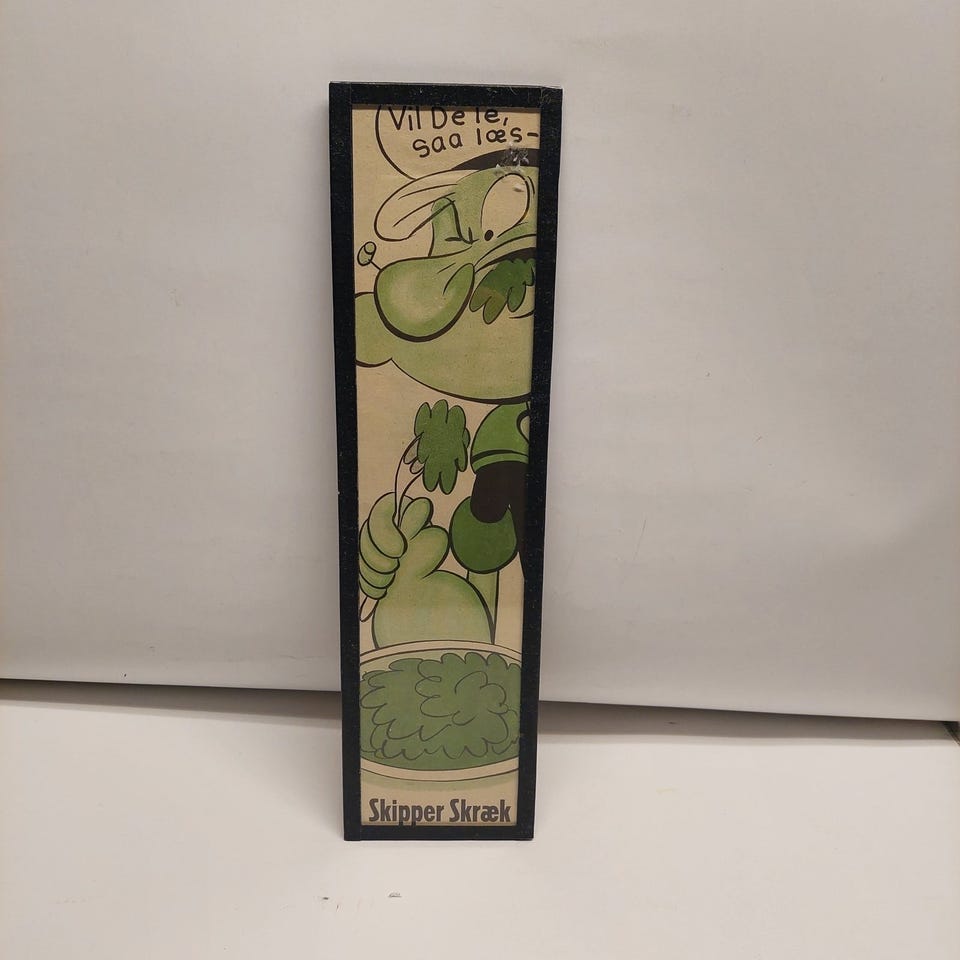 Vil De le,
saa læs-
Skipper Skræk